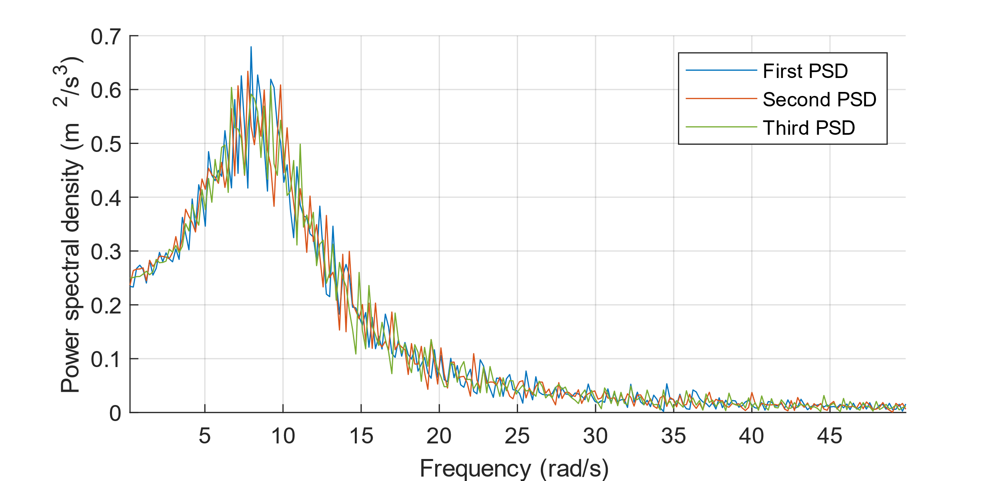 Power spectral density (m ²/s³)
0.7
0.6
0.5
0.4
0.3
0.2
0.1
0
First PSD
Second PSD
Third PSD
5 10 15 20 25 30 35 40 45
Frequency (rad/s)